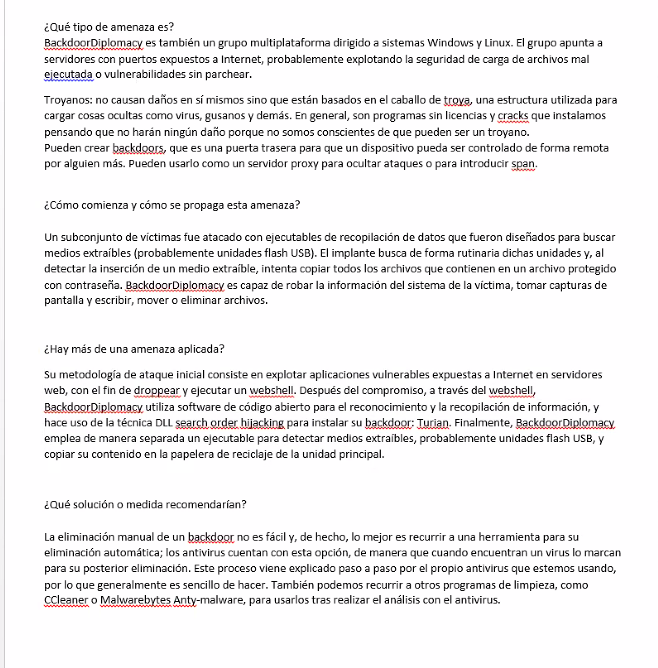 ¿Qué tipo de amenaza es?
BackdoorDiplomacy es también un grupo multiplataforma dirigido a sistemas Windows y Linux. El grupo apunta a
servidores con puertos expuestos a Internet, probablemente explotando la seguridad de carga de archivos mal
ejecutada o vulnerabilidades sin parchear.
Troyanos: no causan daños en sí mismos sino que están basados en el caballo de troya, una estructura utilizada para
cargar cosas ocultas como virus, gusanos y demás. En general, son programas sin licencias y cracks que instalamos
pensando que no harán ningún daño porque no somos conscientes de que pueden ser un troyano.
Pueden crear backdoors, que es una puerta trasera para que un dispositivo pueda ser controlado de forma remota
por alguien más. Pueden usarlo como un servidor proxy para ocultar ataques o para introducir span.
¿Cómo comienza y cómo se propaga esta amenaza?
Un subconjunto de víctimas fue atacado con ejecutables de recopilación de datos que fueron diseñados para buscar
medios extraíbles (probablemente unidades flash USB). El implante busca de forma rutinaria dichas unidades y, al
detectar la inserción de un medio extraíble, intenta copiar todos los archivos que contienen en un archivo protegido
con contraseña. BackdoorDiplomacy es capaz de robar la información del sistema de la víctima, tomar capturas de
pantalla y escribir, mover o eliminar archivos.
¿Hay más de una amenaza aplicada?
Su metodología de ataque inicial consiste en explotar aplicaciones vulnerables expuestas a Internet en servidores
web, con el fin de droppear y ejecutar un webshell. Después del compromiso, a través del webshell,
BackdoorDiplomacy utiliza software de código abierto para el reconocimiento y la recopilación de información, y
hace uso de la técnica DLL search order hijacking para instalar su backdoor: Turian. Finalmente, BackdoorDiplomacy
emplea de manera separada un ejecutable para detectar medios extraíbles, probablemente unidades flash USB, y
copiar su contenido en la papelera de reciclaje de la unidad principal.
¿Qué solución o medida recomendarían?
La eliminación manual de un backdoor no es fácil y, de hecho, lo mejor es recurrir a una herramienta para su
eliminación automática; los antivirus cuentan con esta opción, de manera que cuando encuentran un virus lo marcan
para su posterior eliminación. Este proceso viene explicado paso a paso por el propio antivirus que estemos usando,
por lo que generalmente es sencillo de hacer. También podemos recurrir a otros programas de limpieza, como
CCleaner o Malwarebytes Anty-malware, para usarlos tras realizar el análisis con el antivirus.